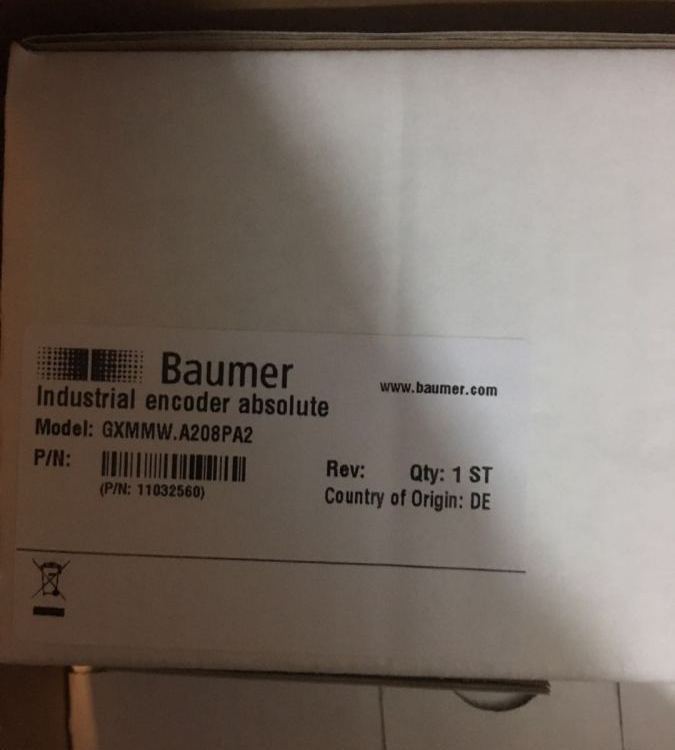 Baumer
www.baumer.com
Industrial encoder absolute
Model: GXMMW.A208PA2
P/N:
(P/N: 11032560)
Rev: Qty: 1 ST
Country of Origin: DE